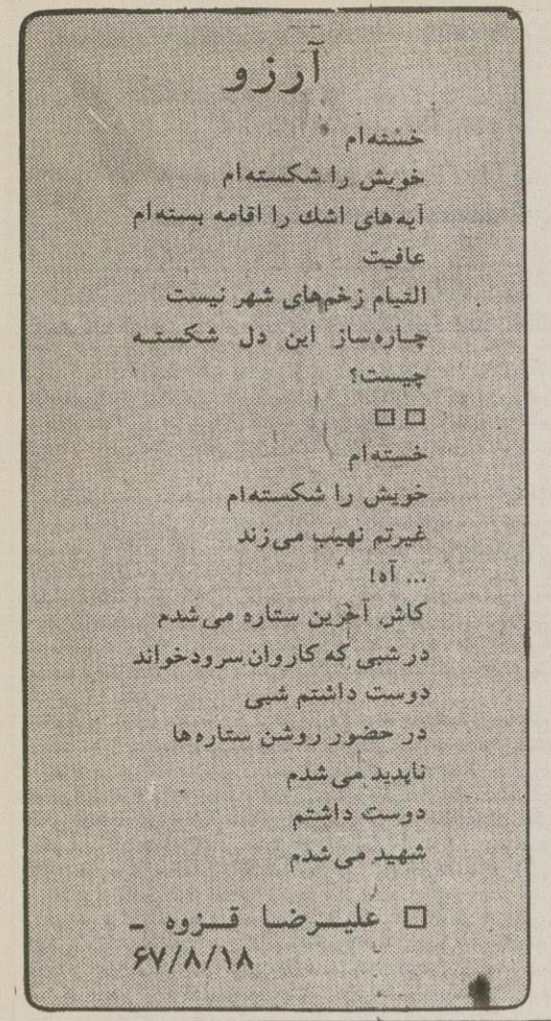 آرزو
خسته‌ام
خویش را شکسته‌ام
آیه‌های اشك را اقامه بسته‌ام
عافیت
التیام زخم‌های شهر نیست
چاره‌ساز این دل شکسته
چیست؟
□ □
خسته‌ام
خویش را شکسته‌ام
غیرتم نهیب می‌زند
... آه!
کاش آخرین ستاره می‌شدم
در شبی که کاروان سرود خواند
دوست داشتم شبی
در حضور روشن ستاره‌ها
ناپدید می‌شدم
دوست داشتم
شهید می‌شدم
□ علیرضا قزوه –
۶۷/۸/۱۸